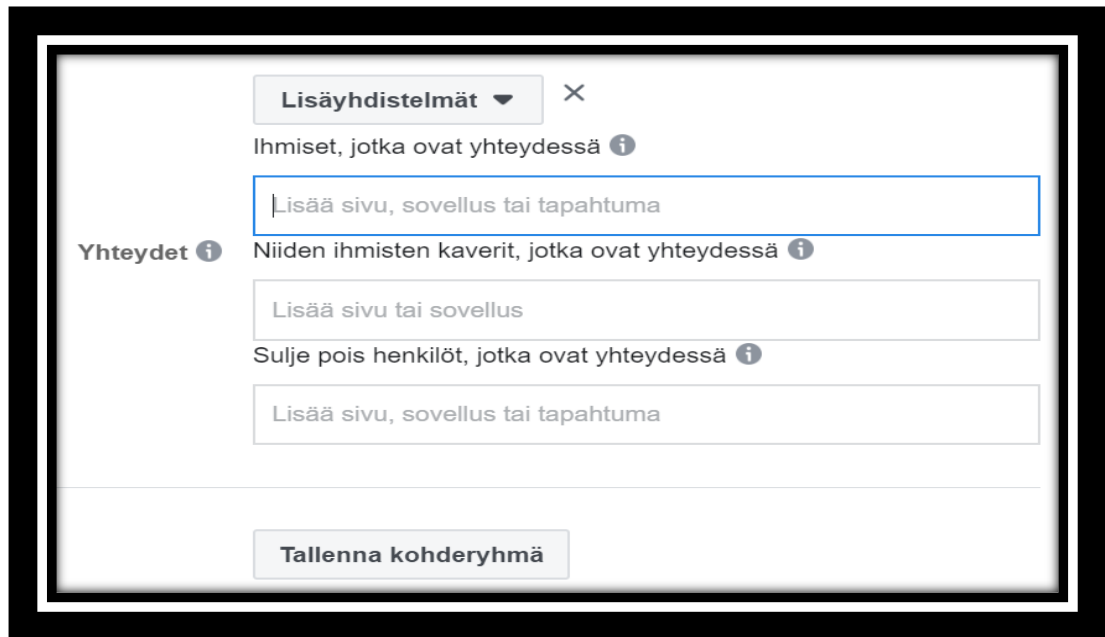 Lisäyhdistelmät
Ihmiset, jotka ovat yhteydessä
Lisää sivu, sovellus tai tapahtuma
Yhteydet
Niiden ihmisten kaverit, jotka ovat yhteydessä
Lisää sivu tai sovellus
Sulje pois henkilöt, jotka ovat yhteydessä
Lisää sivu, sovellus tai tapahtuma
Tallenna kohderyhmä